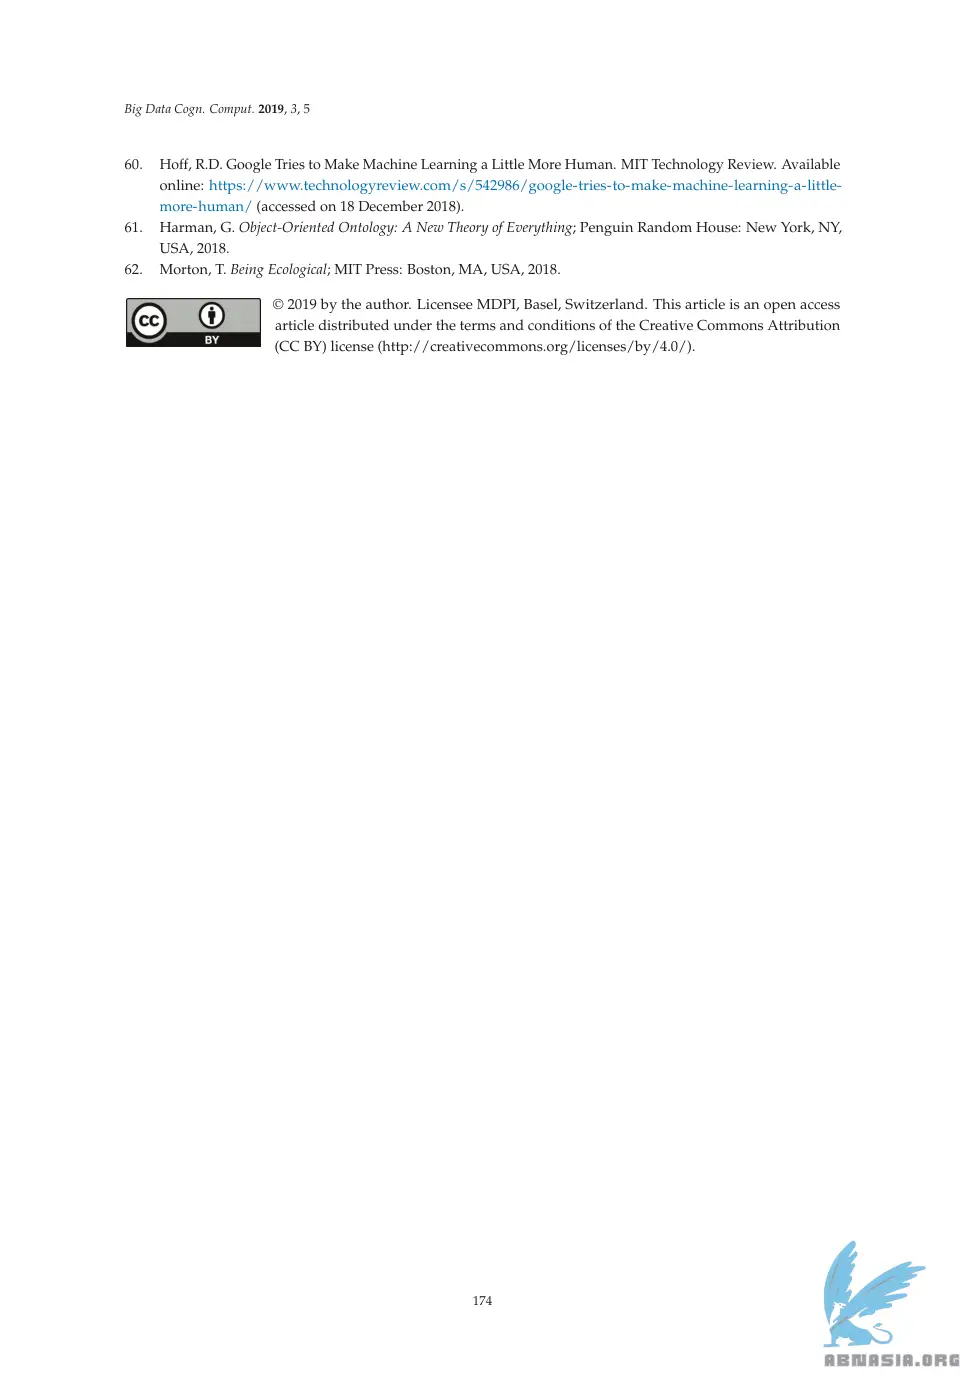 Big Data Cogn. Comput. 2019, 3, 5
60. Hoff, R.D. Google Tries to Make Machine Learning a Little More Human. MIT Technology Review. Available
online: https://www.technologyreview.com/s/542986/google-tries-to-make-machine-learning-a-little-
more-human/ (accessed on 18 December 2018).
61. Harman, G. Object-Oriented Ontology: A New Theory of Everything; Penguin Random House: New York, NY,
USA, 2018.
62. Morton, T. Being Ecological; MIT Press: Boston, MA, USA, 2018.
cc
BY
© 2019 by the author. Licensee MDPI, Basel, Switzerland. This article is an open access
article distributed under the terms and conditions of the Creative Commons Attribution
(CC BY) license (http://creativecommons.org/licenses/by/4.0/).
174
ABNASIA.ORG